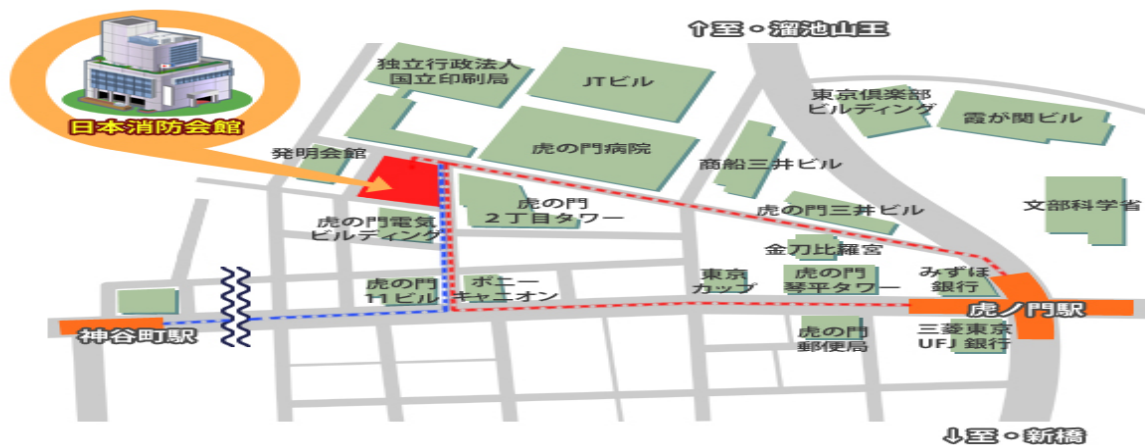 ↑至・溜池山王
独立行政法人
国立印刷局
JTビル
東京倶楽部
ビルディング
霞が関ビル
日本消防会館
発明会館
虎の門病院
商船三井ビル
虎の門
2丁目タワー
虎の門三井ビル
文部科学省
虎の門電気
ビルディング
金刀比羅宮
虎の門
11ビル
ポニー
キャニオン
東京
カップ
虎の門
琴平タワー
みずほ
銀行
神谷町駅
虎ノ門駅
虎の門
郵便局
三菱東京
UFJ 銀行
↓至・新橋